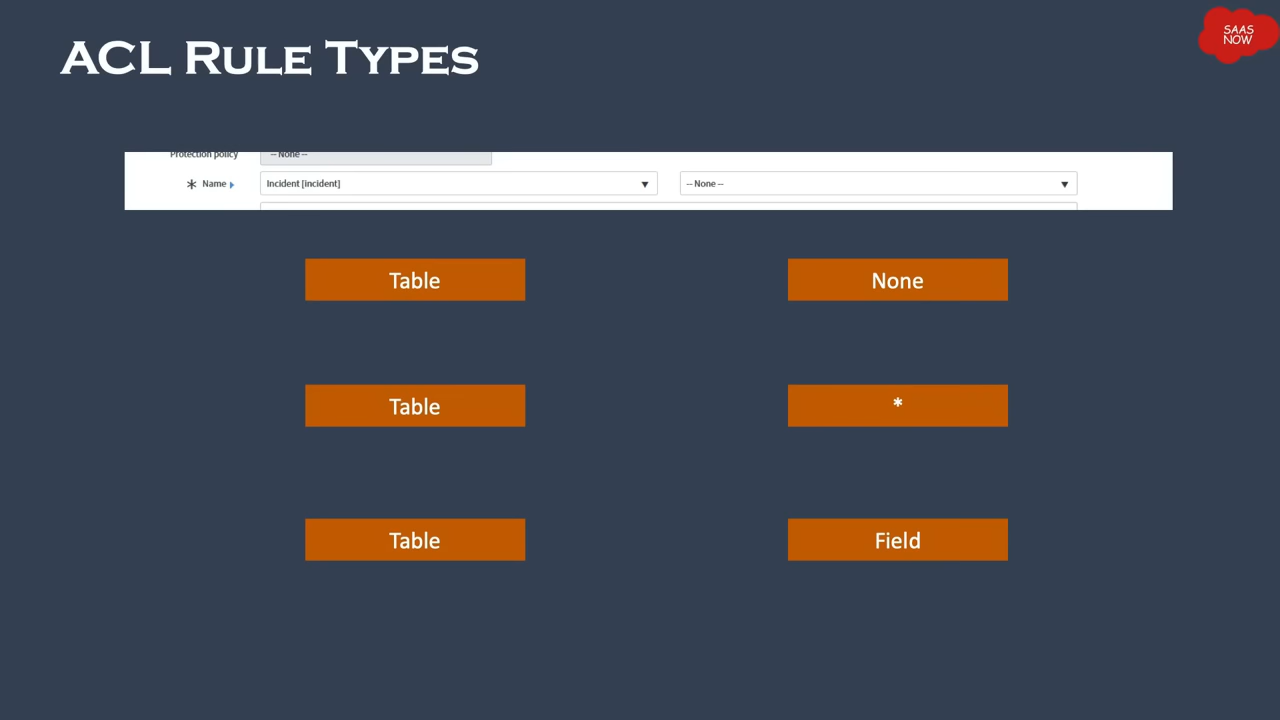 ACL Rule Types
SAAS
NOW
Protection policy
-- None --
Name
Incident [Incident]
-- None --
Table
None
Table
*
Table
Field